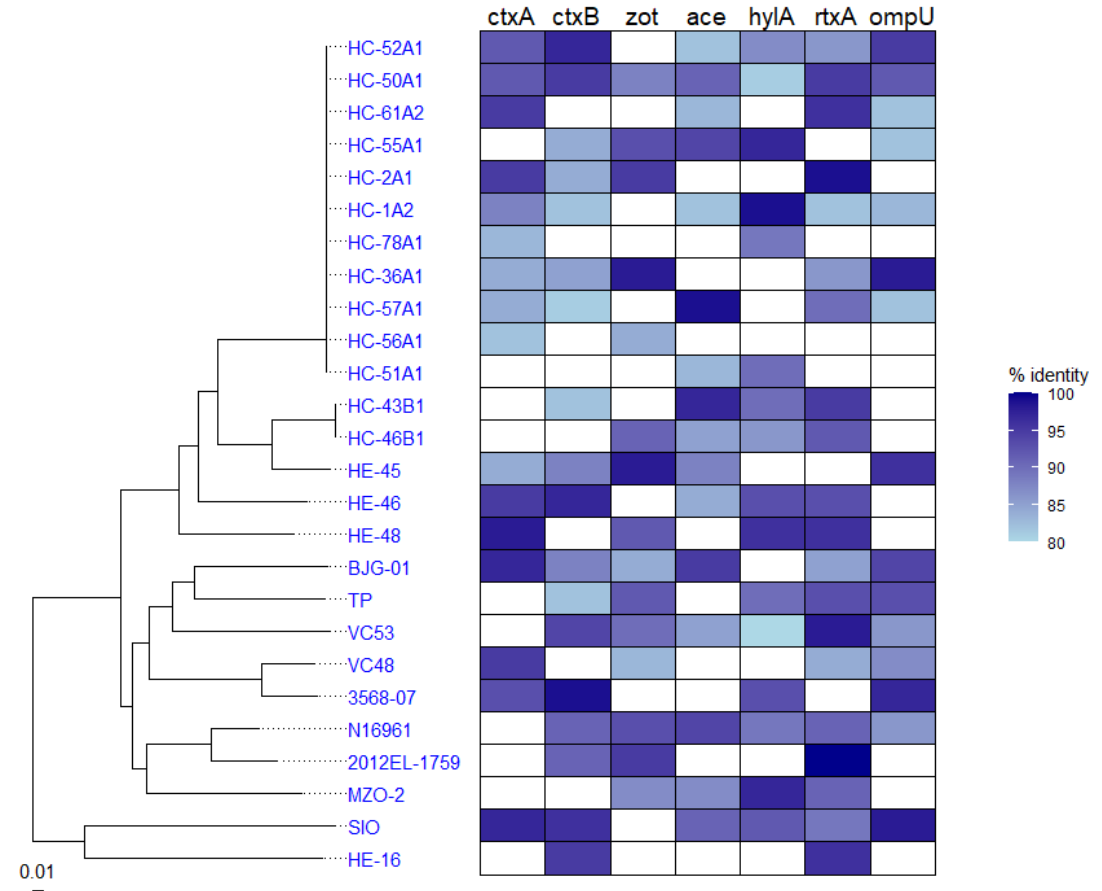 ctxA ctxB zot ace hylA rtxA ompU
HC-52A1
HC-50A1
HC-61A2
HC-55A1
HC-2A1
HC-1A2
HC-78A1
HC-36A1
HC-57A1
HC-56A1
HC-51A1
HC-43B1
HC-46B1
HE-45
HE-46
HE-48
BJG-01
TP
VC53
VC48
3568-07
N16961
2012EL-1759
MZO-2
SIO
HE-16
0.01
% identity
100
95
90
85
80